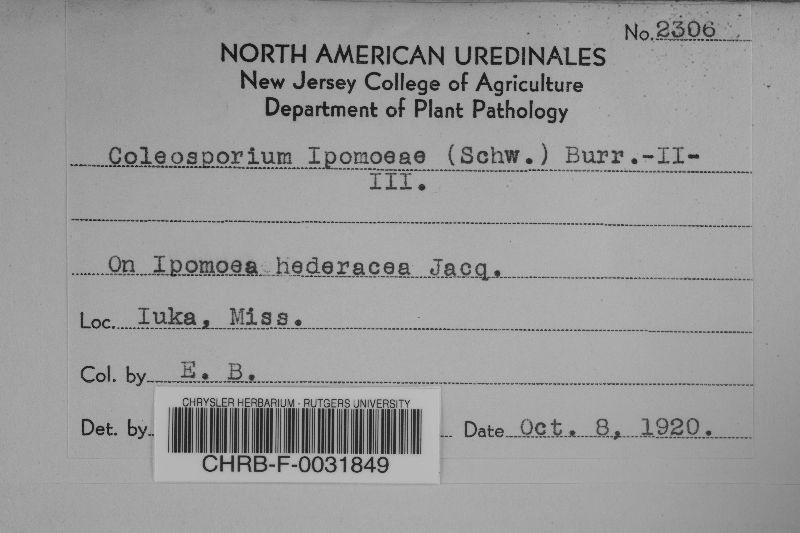 No. 2306
NORTH AMERICAN UREDINALES
New Jersey College of Agriculture
Department of Plant Pathology
Coleosporium Ipomoeae (Schw.) Burr.-II-
III.
On Ipomoea hederacea Jacq.
Loc. Iuka, Miss.
Col. by E. B.
Det. by
Date Oct. 8, 1920.
CHRYSLER HERBARIUM - RUTGERS UNIVERSITY
CHRB-F-0031849